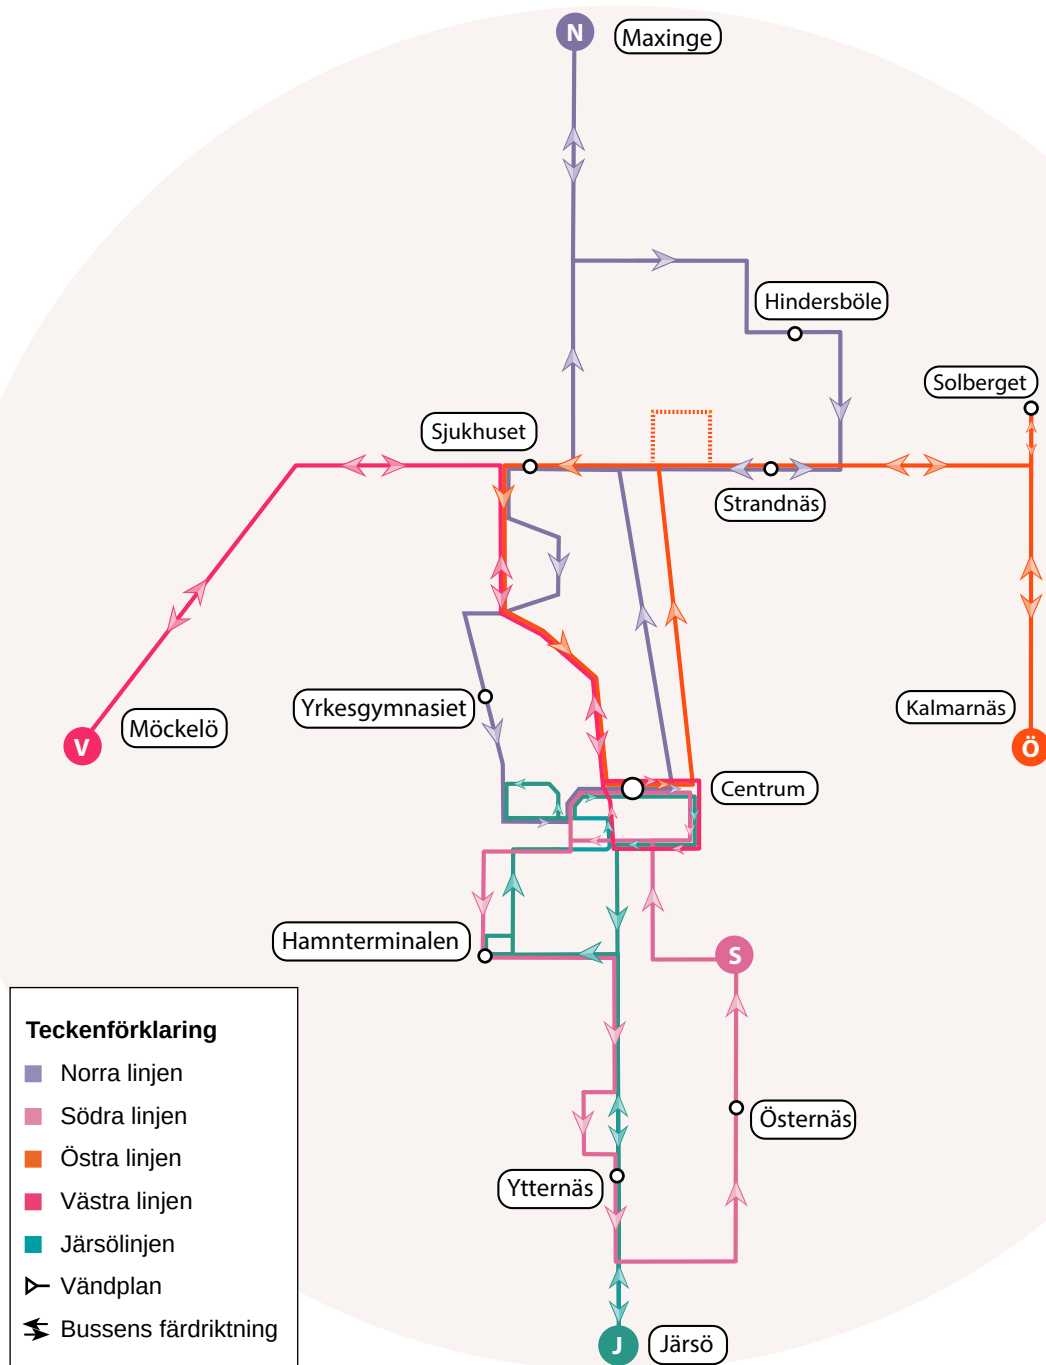 N
Maxinge
Hindersböle
Solberget
Sjukhuset
Strandnäs
Yrkesgymnasiet
Kalmarnäs
V
Möckelö
Ö
Centrum
Hamnterminalen
S
Teckenförklaring
Norra linjen
Södra linjen
Östra linjen
Västra linjen
Järsölinjen
Vändplan
Bussens färdriktning
Östernäs
Ytternäs
J
Järsö